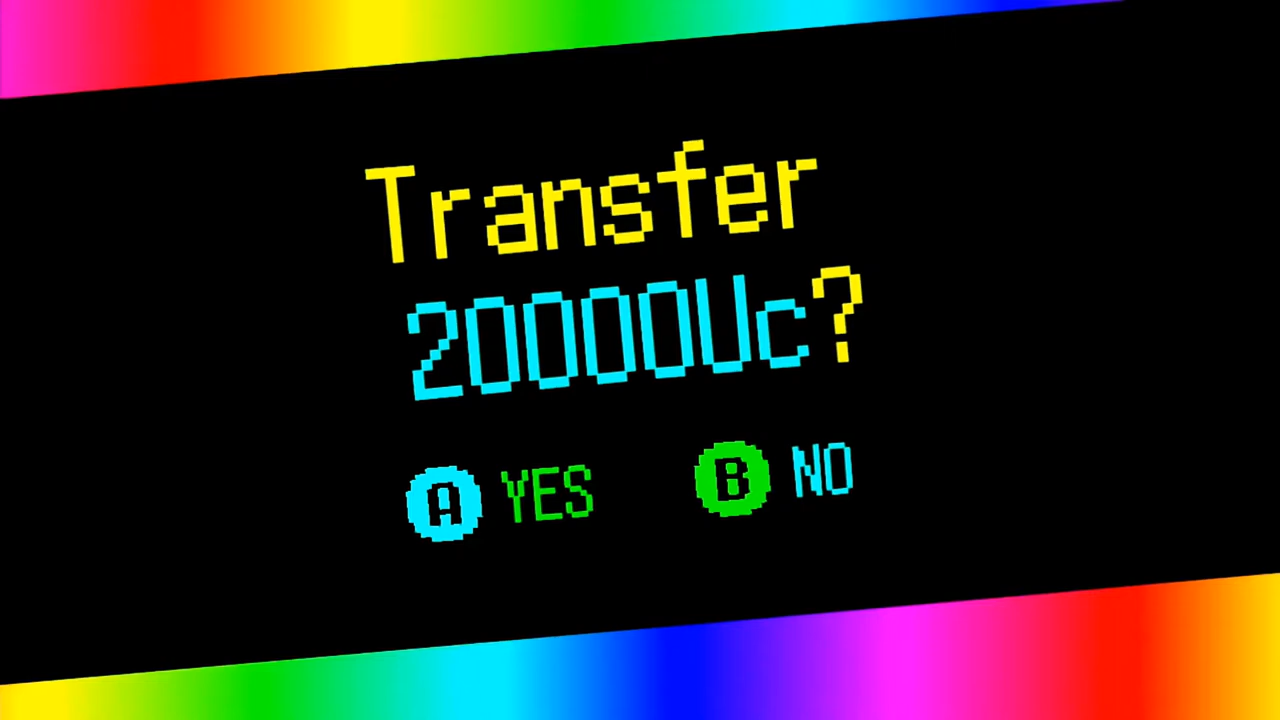 Transfer
20000Uc?
A YES B NO